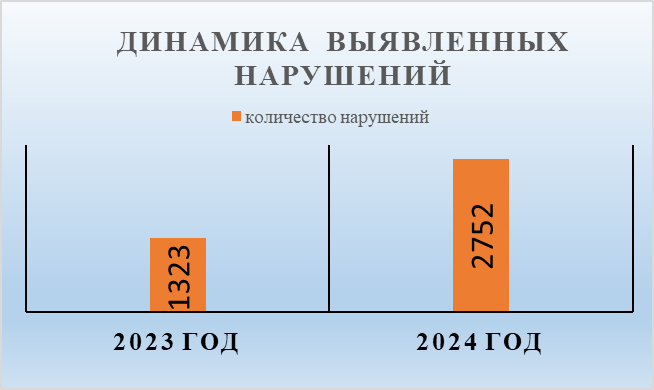 ДИНАМИКА ВЫЯВЛЕННЫХ
НАРУШЕНИЙ
количество нарушений
1323
2752
2023 ГОД
2024 ГОД